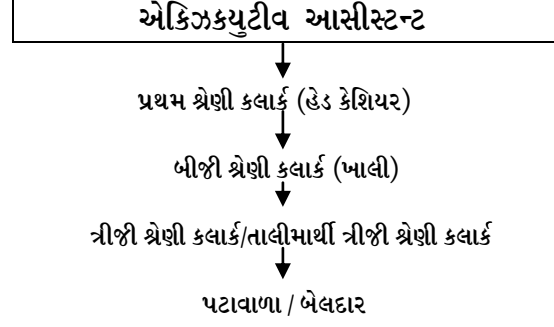 એકિઝકયુટીવ આસીસ્ટન્ટ
પ્રથમ શ્રેણી કલાર્ક (હેડ કેશિયર)
બીજી શ્રેણી કલાર્ક (ખાલી)
ત્રીજી શ્રેણી કલાર્ક/તાલીમાર્થી ત્રીજી શ્રેણી કલાર્ક
પટાવાળા / બેલદાર